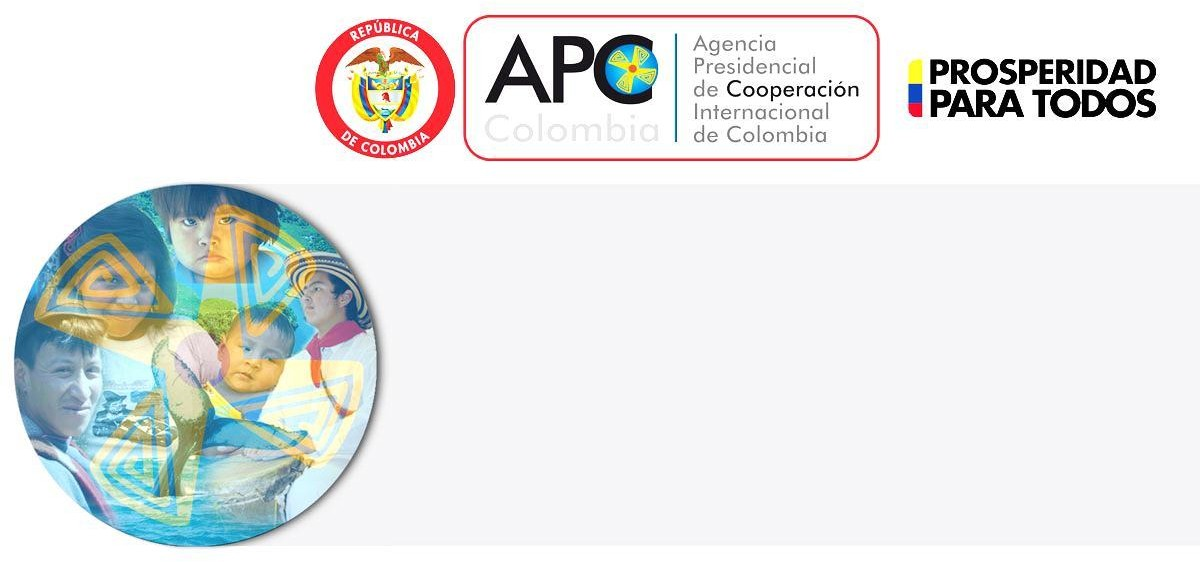 REPÚBLICA
DE COLOMBIA
APC
Colombia
Agencia
Presidencial
de Cooperación
Internacional
de Colombia
PROSPERIDAD
PARA TODOS